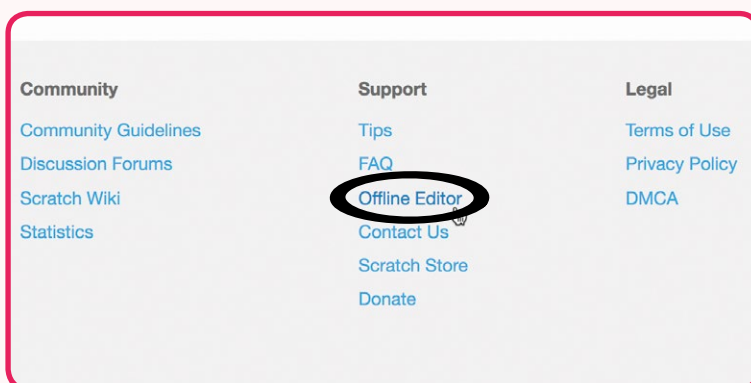 Community
Community Guidelines
Discussion Forums
Scratch Wiki
Statistics
Support
Tips
FAQ
Offline Editor
Contact Us
Scratch Store
Donate
Legal
Terms of Use
Privacy Policy
DMCA